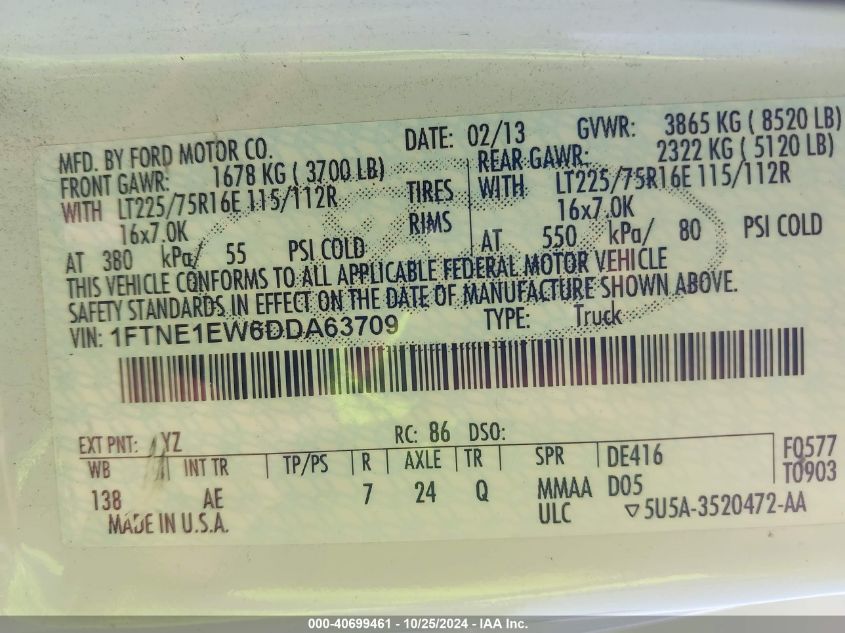 MFD. BY FORD MOTOR CO. DATE: 02/13 GVWR: 3865 KG ( 8520 LB)
FRONT GAWR: 1678 KG ( 3700 LB) REAR GAWR: 2322 KG ( 5120 LB)
WITH LT225/75R16E 115/112R TIRES WITH LT225/75R16E 115/112R
16x7.0K RIMS 16x7.0K
AT 380 kPa/ 55 PSI COLD AT 550 kPa/ 80 PSI COLD
THIS VEHICLE CONFORMS TO ALL APPLICABLE FEDERAL MOTOR VEHICLE
SAFETY STANDARDS IN EFFECT ON THE DATE OF MANUFACTURE SHOWN ABOVE.
VIN: 1FTNE1EW6DDA63709 TYPE: Truck
EXT PNT: YZ RC: 86 DSO:
WB INT TR TP/PS R AXLE TR SPR DE416 F0577
138 AE 7 24 Q MMAA D05 T0903
MADE IN U.S.A. ULC ▽5U5A-3520472-AA
000-40699461 - 10/25/2024 - IAA Inc.